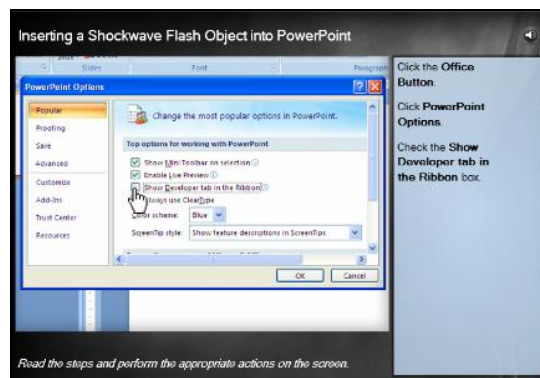 Inserting a Shockwave Flash Object into PowerPoint
Slides
Font
Paragraph
PowerPoint Options
Popular
Proofing
Save
Advanced
Customize
Add-Ins
Trust Center
Resources
Change the most popular options in PowerPoint.
Top options for working with PowerPoint
Show Mini Toolbar on selection
Enable Live Preview
Show Developer tab in the Ribbon
Always use ClearType
Color scheme: Blue
ScreenTip style: Show feature descriptions in ScreenTips
OK
Cancel
Click the Office
Button.
Click PowerPoint
Options.
Check the Show
Developer tab in
the Ribbon box.
Read the steps and perform the appropriate actions on the screen.